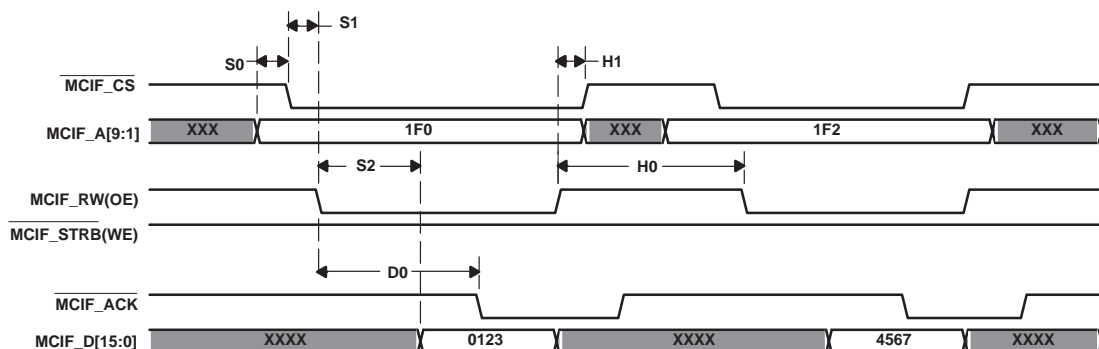 S1
S0
H1
MCIF_CS
MCIF_A[9:1] XXX 1F0 XXX 1F2 XXX
S2 H0
MCIF_RW(OE)
MCIF_STRB(WE)
D0
MCIF_ACK
MCIF_D[15:0] XXXX 0123 XXXX 4567 XXXX